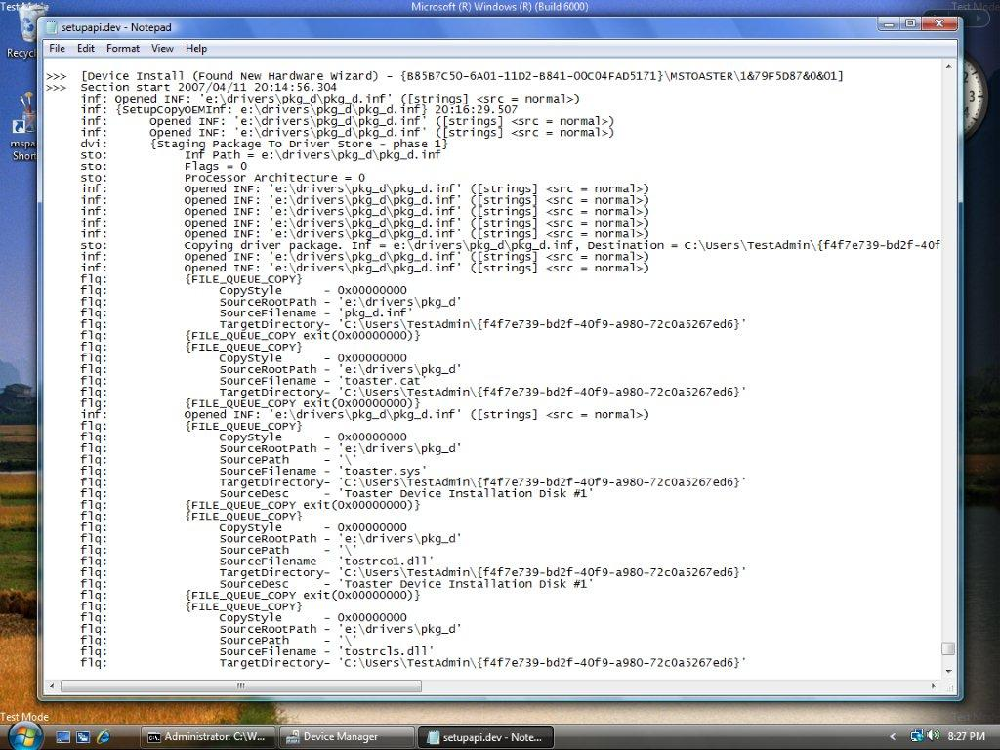 Test Mode
Microsoft (R) Windows (R) (Build 6000)
Test Mode
Recycl
mspa
Short
setupapi.dev - Notepad
File Edit Format View Help
>>> [Device Install (Found New Hardware Wizard) - {B85B7C50-6A01-11D2-B841-00C04FAD5171}\MSTOASTER\1&79F5D87&0&01]
>>> Section start 2007/04/11 20:14:56.304
inf: Opened INF: 'e:\drivers\pkg_d\pkg_d.inf' ([strings] <src = normal>)
inf: {SetupCopyOEMInf: e:\drivers\pkg_d\pkg_d.inf} 20:16:29.507
inf: Opened INF: 'e:\drivers\pkg_d\pkg_d.inf' ([strings] <src = normal>)
inf: Opened INF: 'e:\drivers\pkg_d\pkg_d.inf' ([strings] <src = normal>)
dvi: {Staging Package To Driver Store - phase 1}
sto: Inf Path = e:\drivers\pkg_d\pkg_d.inf
sto: Flags = 0
sto: Processor Architecture = 0
inf: Opened INF: 'e:\drivers\pkg_d\pkg_d.inf' ([strings] <src = normal>)
inf: Opened INF: 'e:\drivers\pkg_d\pkg_d.inf' ([strings] <src = normal>)
inf: Opened INF: 'e:\drivers\pkg_d\pkg_d.inf' ([strings] <src = normal>)
inf: Opened INF: 'e:\drivers\pkg_d\pkg_d.inf' ([strings] <src = normal>)
inf: Opened INF: 'e:\drivers\pkg_d\pkg_d.inf' ([strings] <src = normal>)
sto: Copying driver package. Inf = e:\drivers\pkg_d\pkg_d.inf, Destination = C:\Users\TestAdmin\{f4f7e739-bd2f-40f
inf: Opened INF: 'e:\drivers\pkg_d\pkg_d.inf' ([strings] <src = normal>)
inf: Opened INF: 'e:\drivers\pkg_d\pkg_d.inf' ([strings] <src = normal>)
flq: {FILE_QUEUE_COPY}
flq: CopyStyle - 0x00000000
flq: SourceRootPath - 'e:\drivers\pkg_d'
flq: SourceFilename - 'pkg_d.inf'
flq: TargetDirectory- 'C:\Users\TestAdmin\{f4f7e739-bd2f-40f9-a980-72c0a5267ed6}'
flq: {FILE_QUEUE_COPY exit(0x00000000)}
flq: {FILE_QUEUE_COPY}
flq: CopyStyle - 0x00000000
flq: SourceRootPath - 'e:\drivers\pkg_d'
flq: SourceFilename - 'toaster.cat'
flq: TargetDirectory- 'C:\Users\TestAdmin\{f4f7e739-bd2f-40f9-a980-72c0a5267ed6}'
flq: {FILE_QUEUE_COPY exit(0x00000000)}
inf: Opened INF: 'e:\drivers\pkg_d\pkg_d.inf' ([strings] <src = normal>)
flq: {FILE_QUEUE_COPY}
flq: CopyStyle - 0x00000000
flq: SourceRootPath - 'e:\drivers\pkg_d'
flq: SourcePath - '\'
flq: SourceFilename - 'toaster.sys'
flq: TargetDirectory- 'C:\Users\TestAdmin\{f4f7e739-bd2f-40f9-a980-72c0a5267ed6}'
flq: SourceDesc - 'Toaster Device Installation Disk #1'
flq: {FILE_QUEUE_COPY exit(0x00000000)}
flq: {FILE_QUEUE_COPY}
flq: CopyStyle - 0x00000000
flq: SourceRootPath - 'e:\drivers\pkg_d'
flq: SourcePath - '\'
flq: SourceFilename - 'tostrco1.dll'
flq: TargetDirectory- 'C:\Users\TestAdmin\{f4f7e739-bd2f-40f9-a980-72c0a5267ed6}'
flq: SourceDesc - 'Toaster Device Installation Disk #1'
flq: {FILE_QUEUE_COPY exit(0x00000000)}
flq: {FILE_QUEUE_COPY}
flq: CopyStyle - 0x00000000
flq: SourceRootPath - 'e:\drivers\pkg_d'
flq: SourcePath - '\'
flq: SourceFilename - 'tostrcls.dll'
flq: TargetDirectory- 'C:\Users\TestAdmin\{f4f7e739-bd2f-40f9-a980-72c0a5267ed6}'
Test Mode
Test Mode
Administrator: C:\W...
Device Manager
setupapi.dev - Note...
8:27 PM